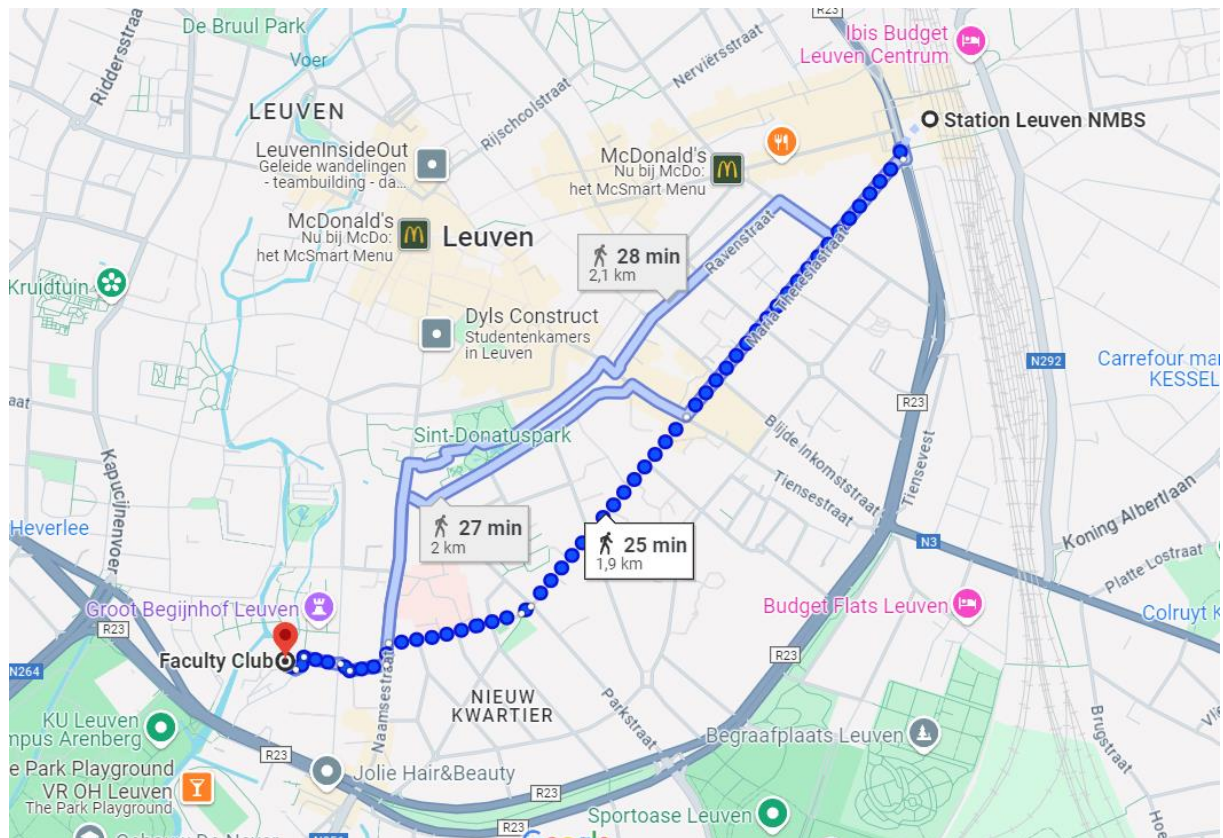 De Bruul Park
R23
Ibis Budget
Leuven Centrum
Voer
Riddersstraat
Nerviërsstraat
LEUVEN
Rijschoolstraat
Station Leuven NMBS
LeuvenInsideOut
Geleide wandelingen
- teambuilding - da...
McDonald's
Nu bij McDo:
het McSmart Menu
McDonald's
Nu bij McDo:
het McSmart Menu
Leuven
Ravenstraat
28 min
2,1 km
Kruidtuin
Maria Theresiastraat
Dyls Construct
Studentenkamers
in Leuven
N292
Carrefour mar
KESSEL
aat
R23
Sint-Donatuspark
Blijde Inkomststraat
Tiensestraat
Tiensevest
Kapucijnenvoer
27 min
2 km
25 min
1,9 km
Heverlee
N3
Koning Albertlaan
Platte Lostraat
Groot Begijnhof Leuven
Budget Flats Leuven
Colruyt K
R23
Faculty Club
N264
R23
NIEUW
KWARTIER
Naamsestraat
Parkstraat
KU Leuven
mpus Arenberg
Begraafplaats Leuven
Brugstraat
R23
e Park Playground
VR OH Leuven
The Park Playground
Jolie Hair&Beauty
Sportoase Leuven